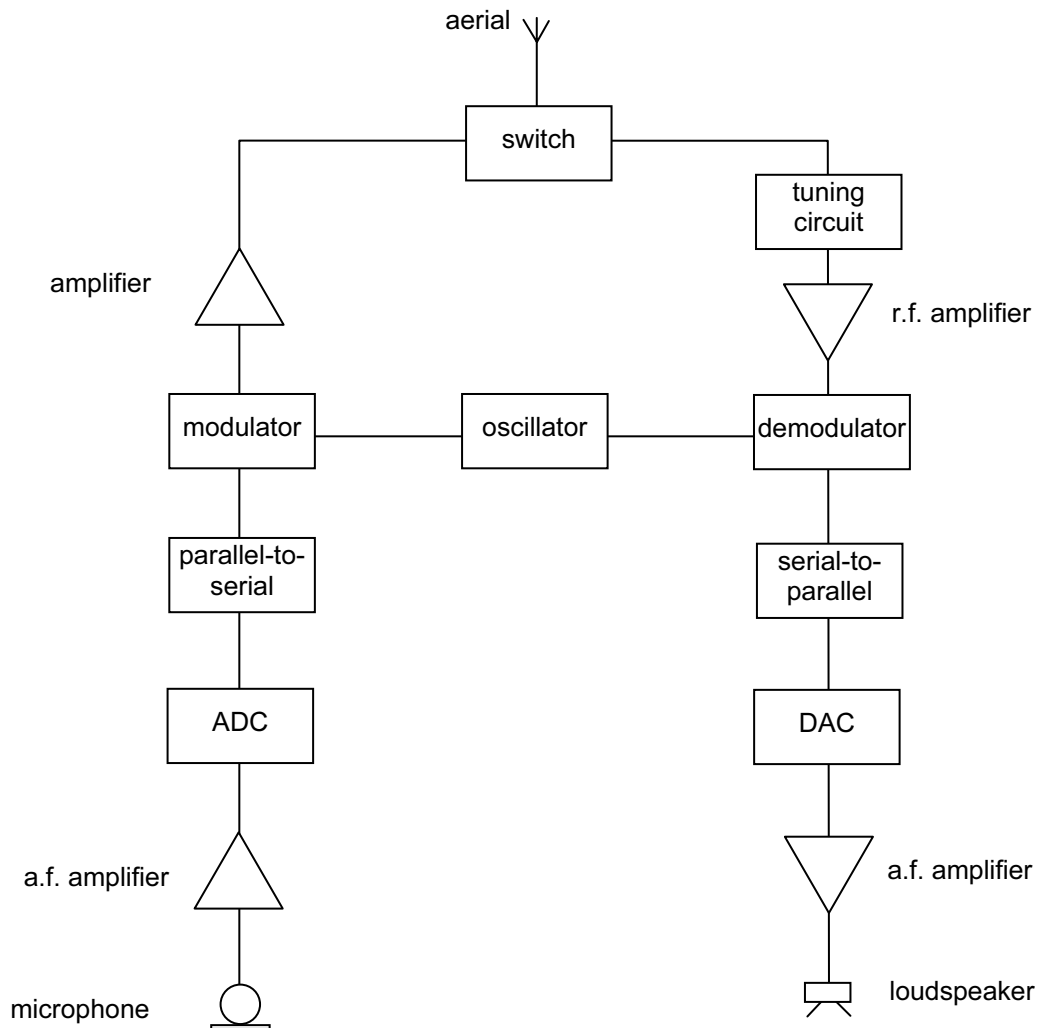 aerial
switch
tuning
circuit
amplifier
r.f. amplifier
modulator
oscillator
demodulator
parallel-to-
serial
serial-to-
parallel
ADC
DAC
a.f. amplifier
a.f. amplifier
microphone
loudspeaker